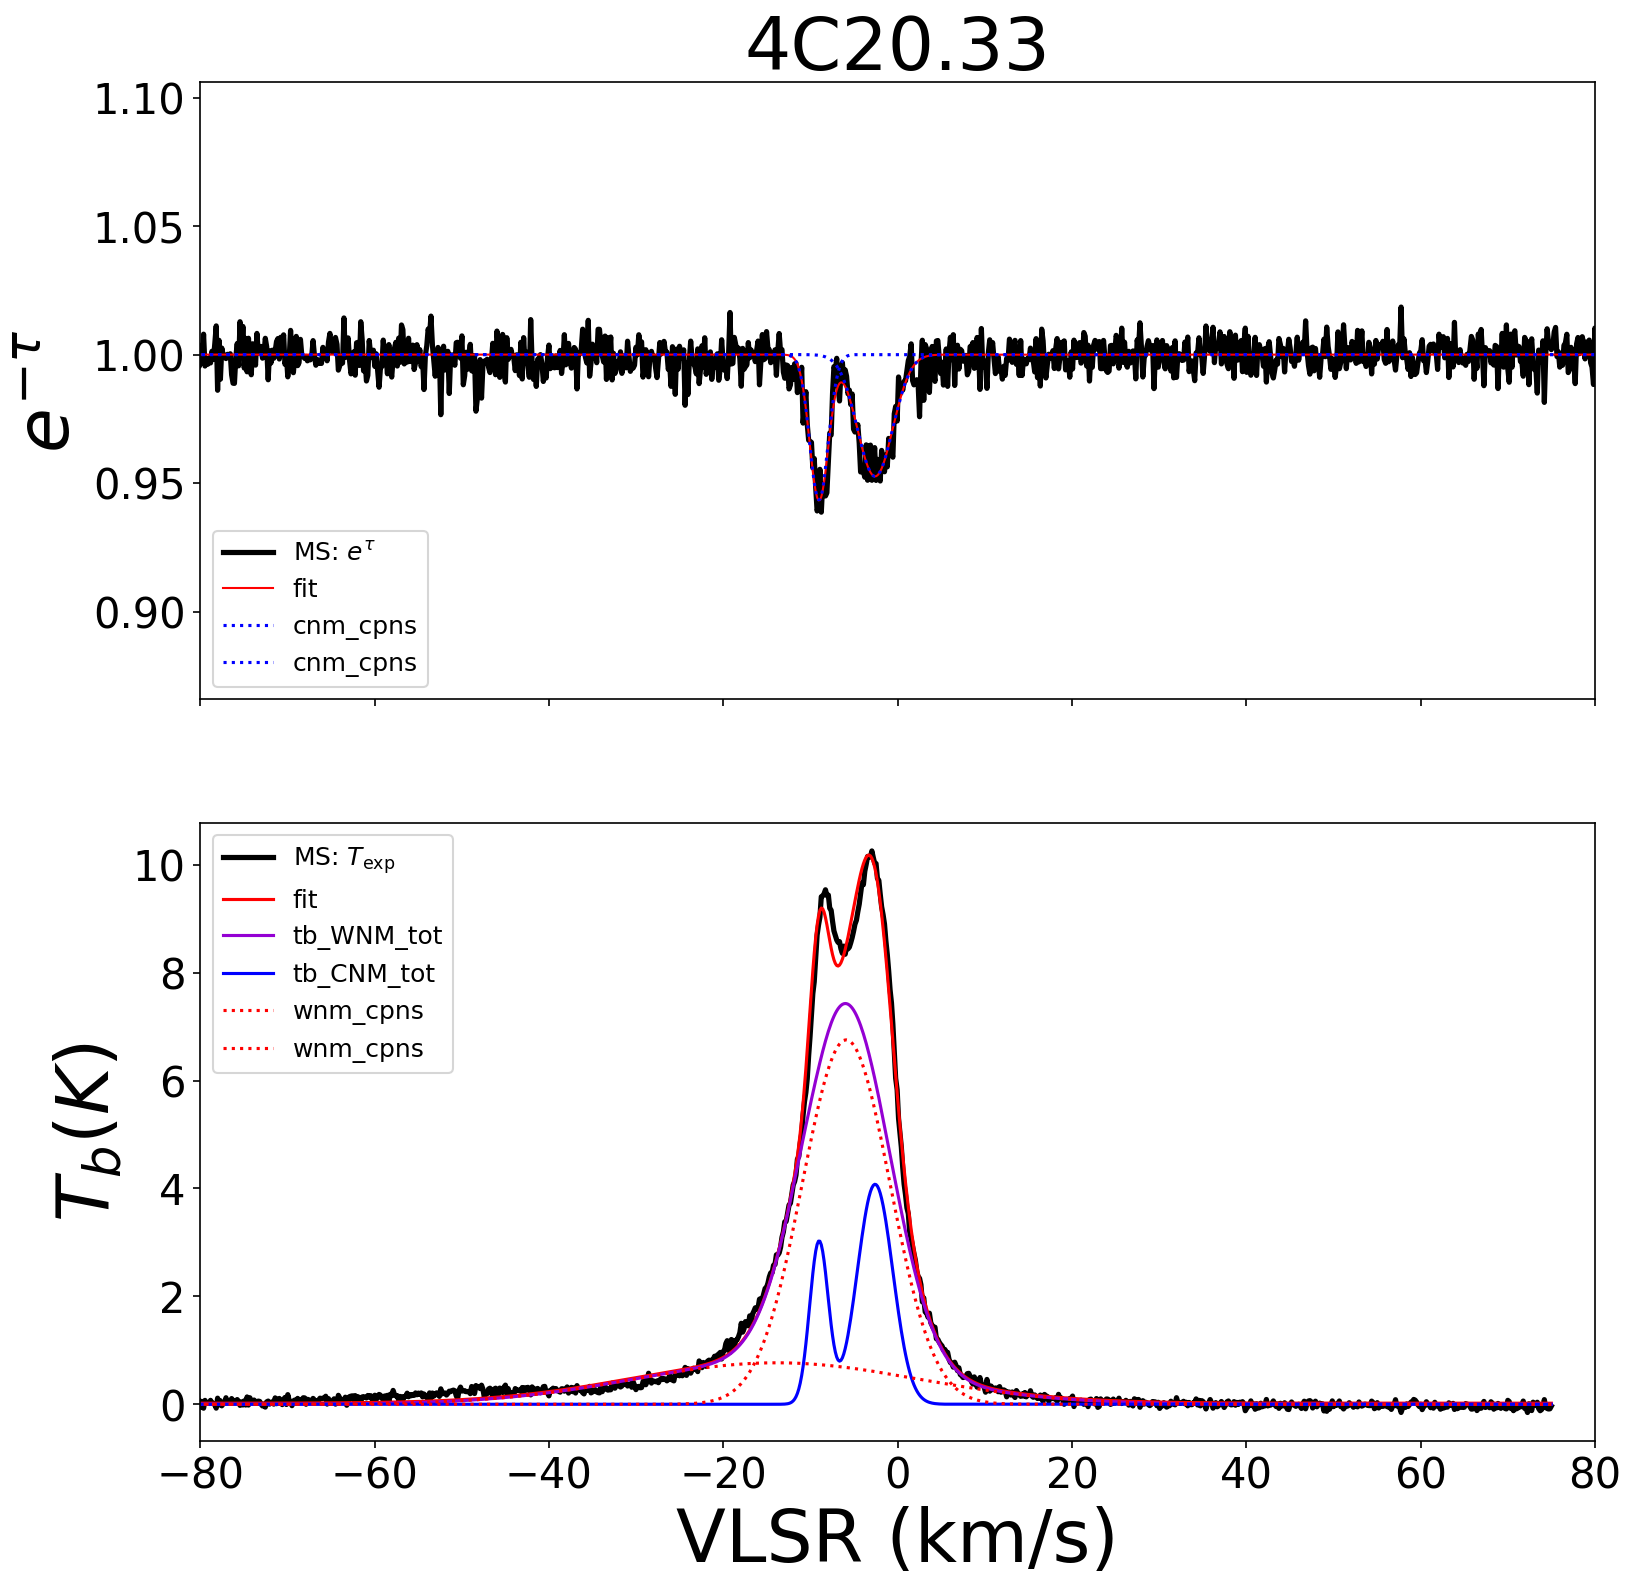 4C20.33
1.10
1.05
1.00
0.95
0.90
e^{−τ}
MS: e^τ
fit
cnm_cpns
cnm_cpns
10
8
6
4
2
0
T_b(K)
MS: T_exp
fit
tb_WNM_tot
tb_CNM_tot
wnm_cpns
wnm_cpns
−80 −60 −40 −20 0 20 40 60 80
VLSR (km/s)